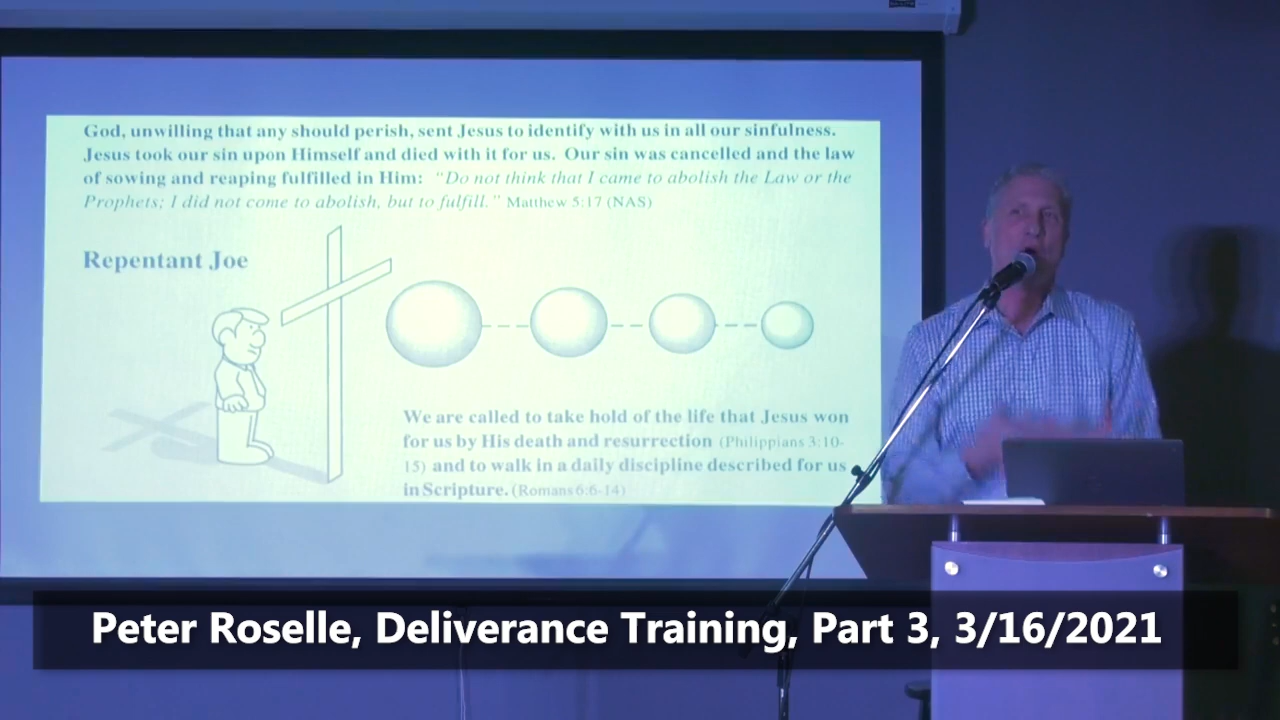 God, unwilling that any should perish, sent Jesus to identify with us in all our sinfulness.
Jesus took our sin upon Himself and died with it for us. Our sin was cancelled and the law
of sowing and reaping fulfilled in Him: "Do not think that I came to abolish the Law or the
Prophets; I did not come to abolish, but to fulfill." Matthew 5:17 (NAS)
Repentant Joe
We are called to take hold of the life that Jesus won
for us by His death and resurrection (Philippians 3:10-
15) and to walk in a daily discipline described for us
in Scripture. (Romans 6:6-14)
Peter Roselle, Deliverance Training, Part 3, 3/16/2021